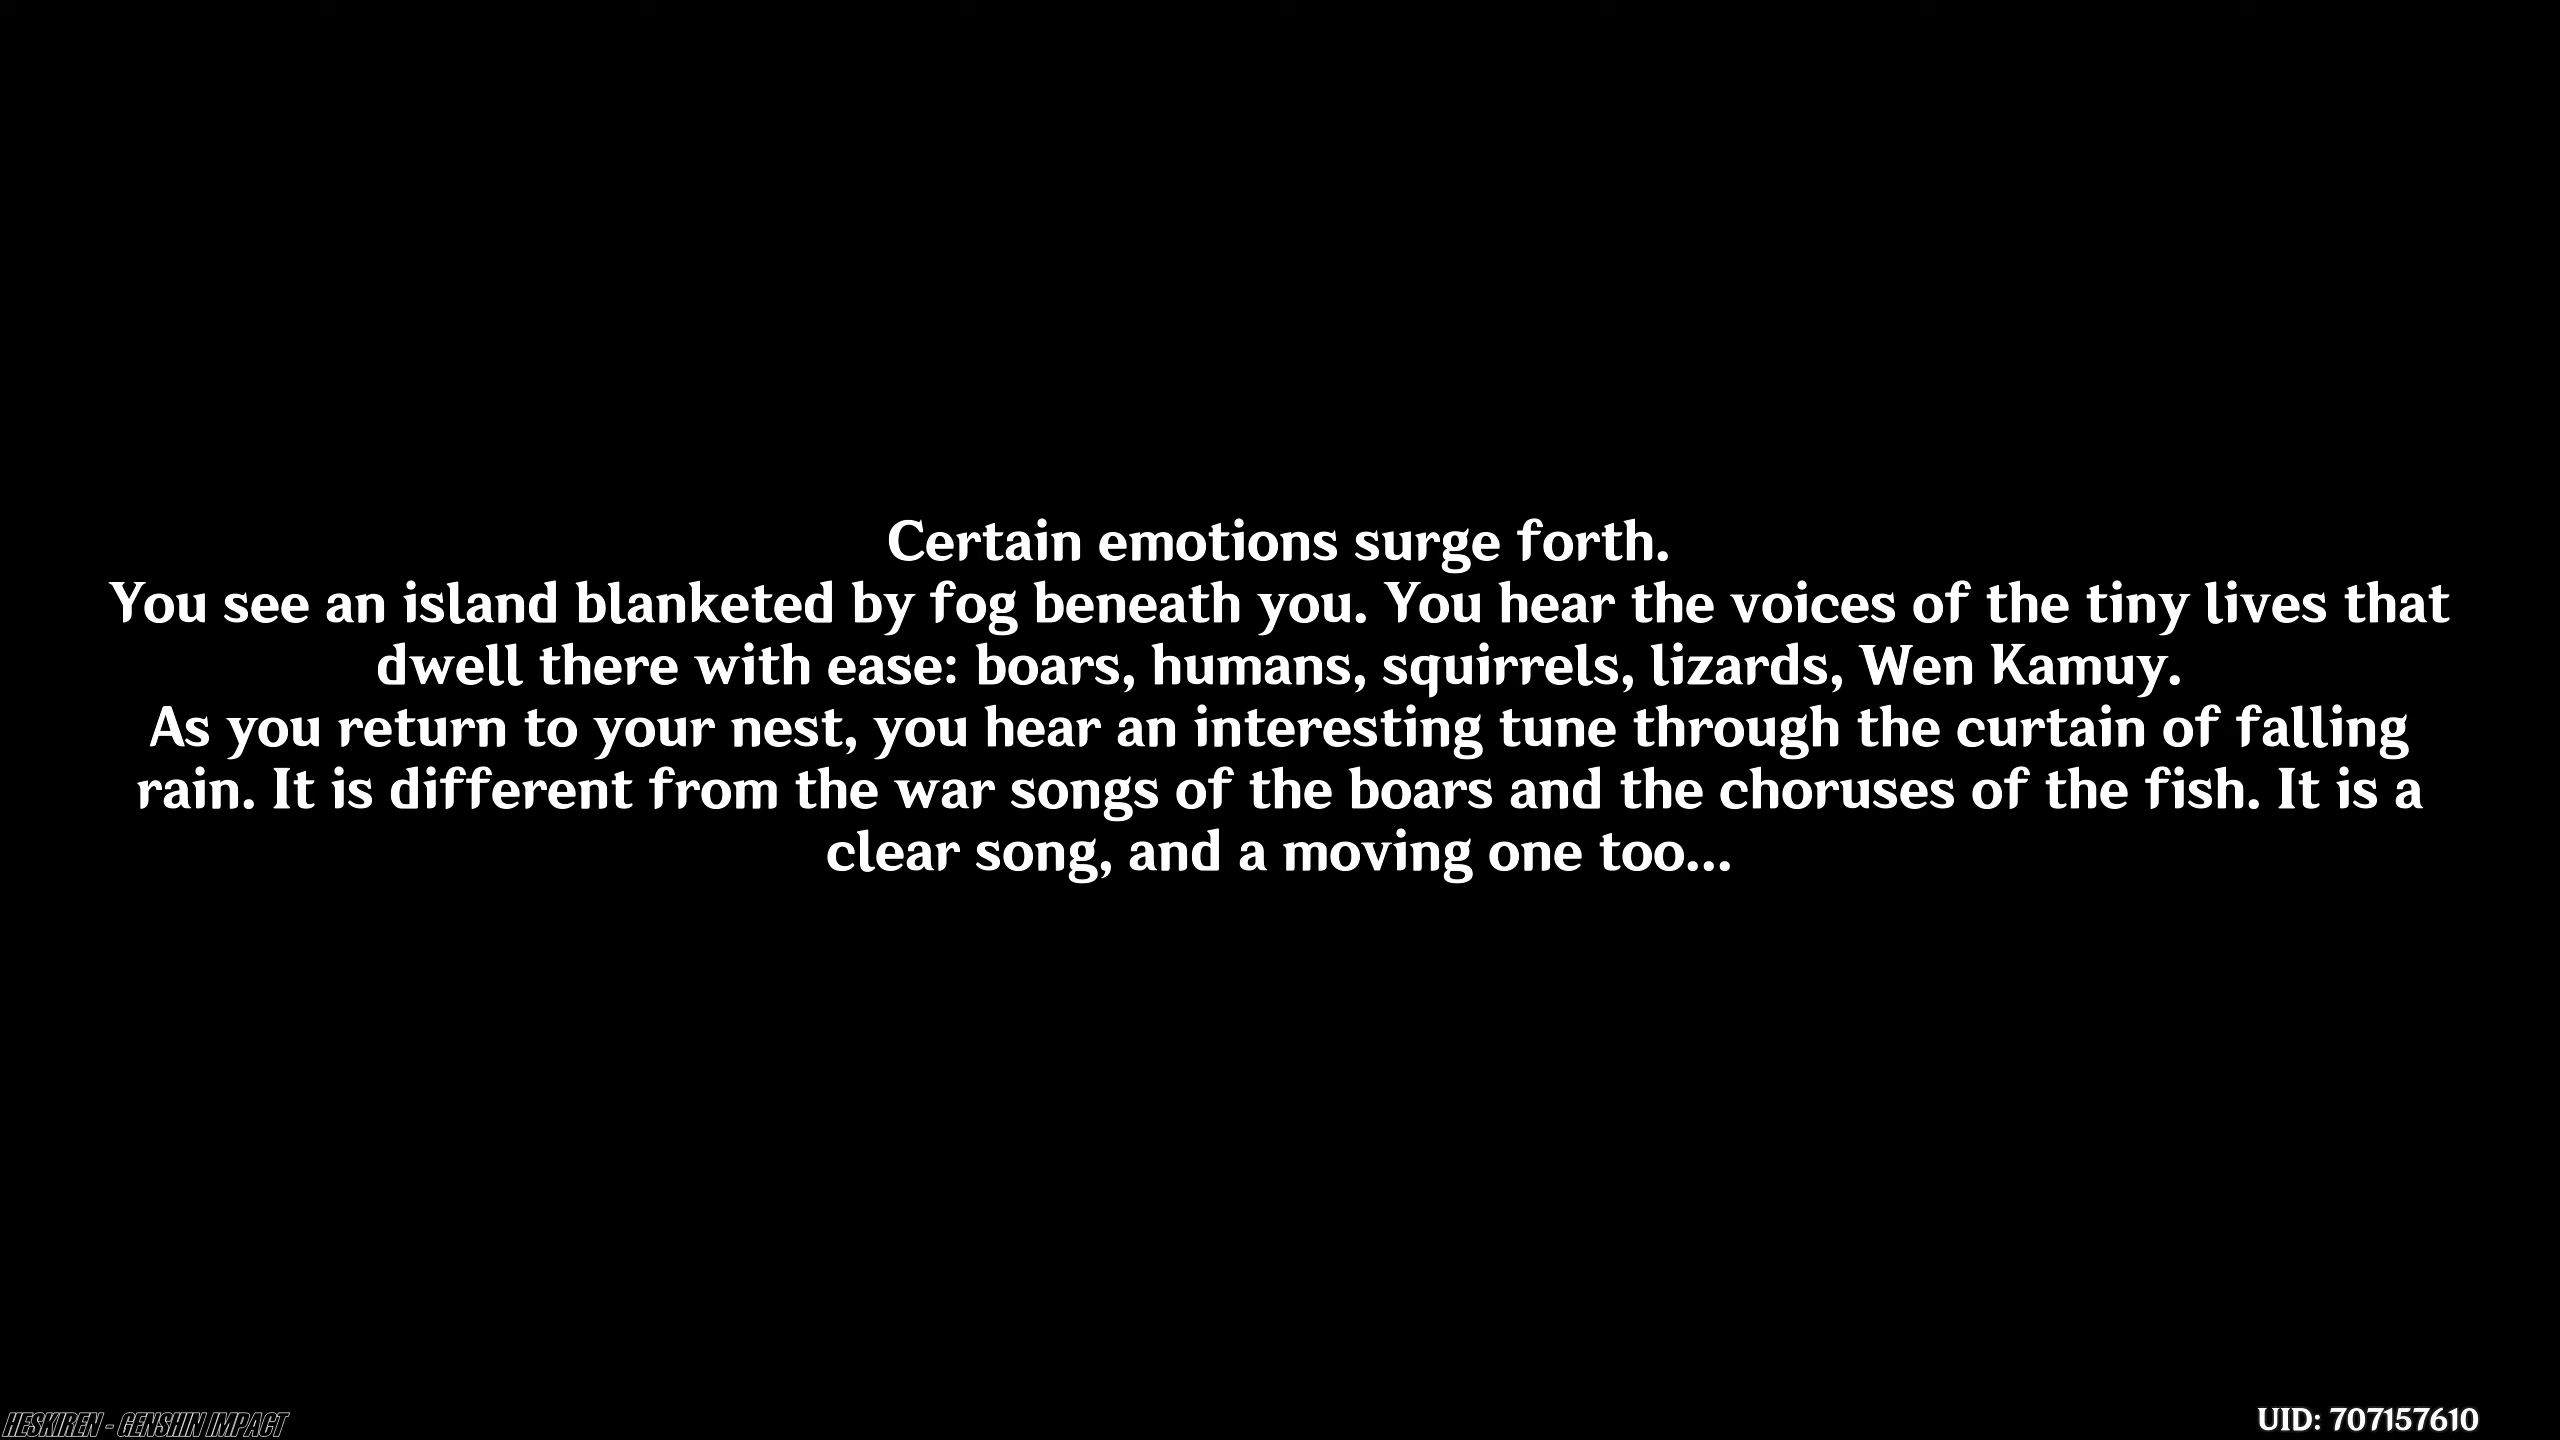 Certain emotions surge forth.
You see an island blanketed by fog beneath you. You hear the voices of the tiny lives that
dwell there with ease: boars, humans, squirrels, lizards, Wen Kamuy.
As you return to your nest, you hear an interesting tune through the curtain of falling
rain. It is different from the war songs of the boars and the choruses of the fish. It is a
clear song, and a moving one too...
HESKIREN - GENSHIN IMPACT
UID: 707157610